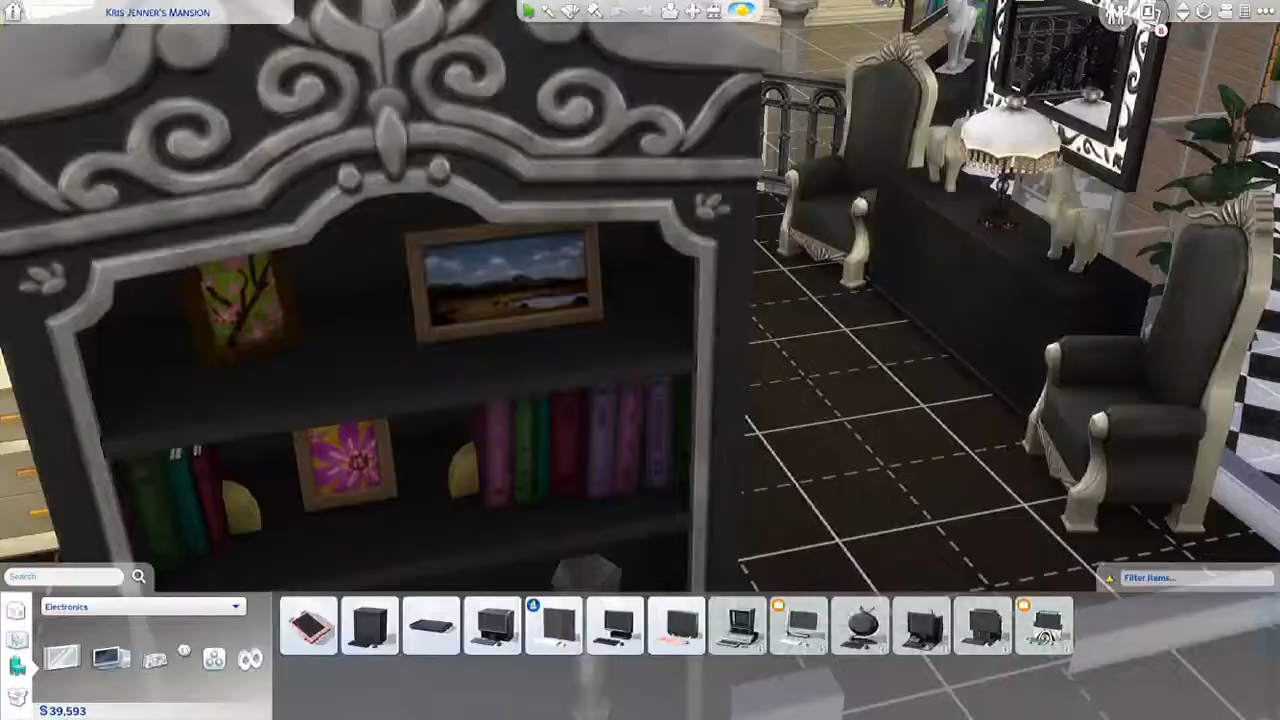 KRIS JENNER'S MANSION
Search
Filter Items...
Electronics
§39,593